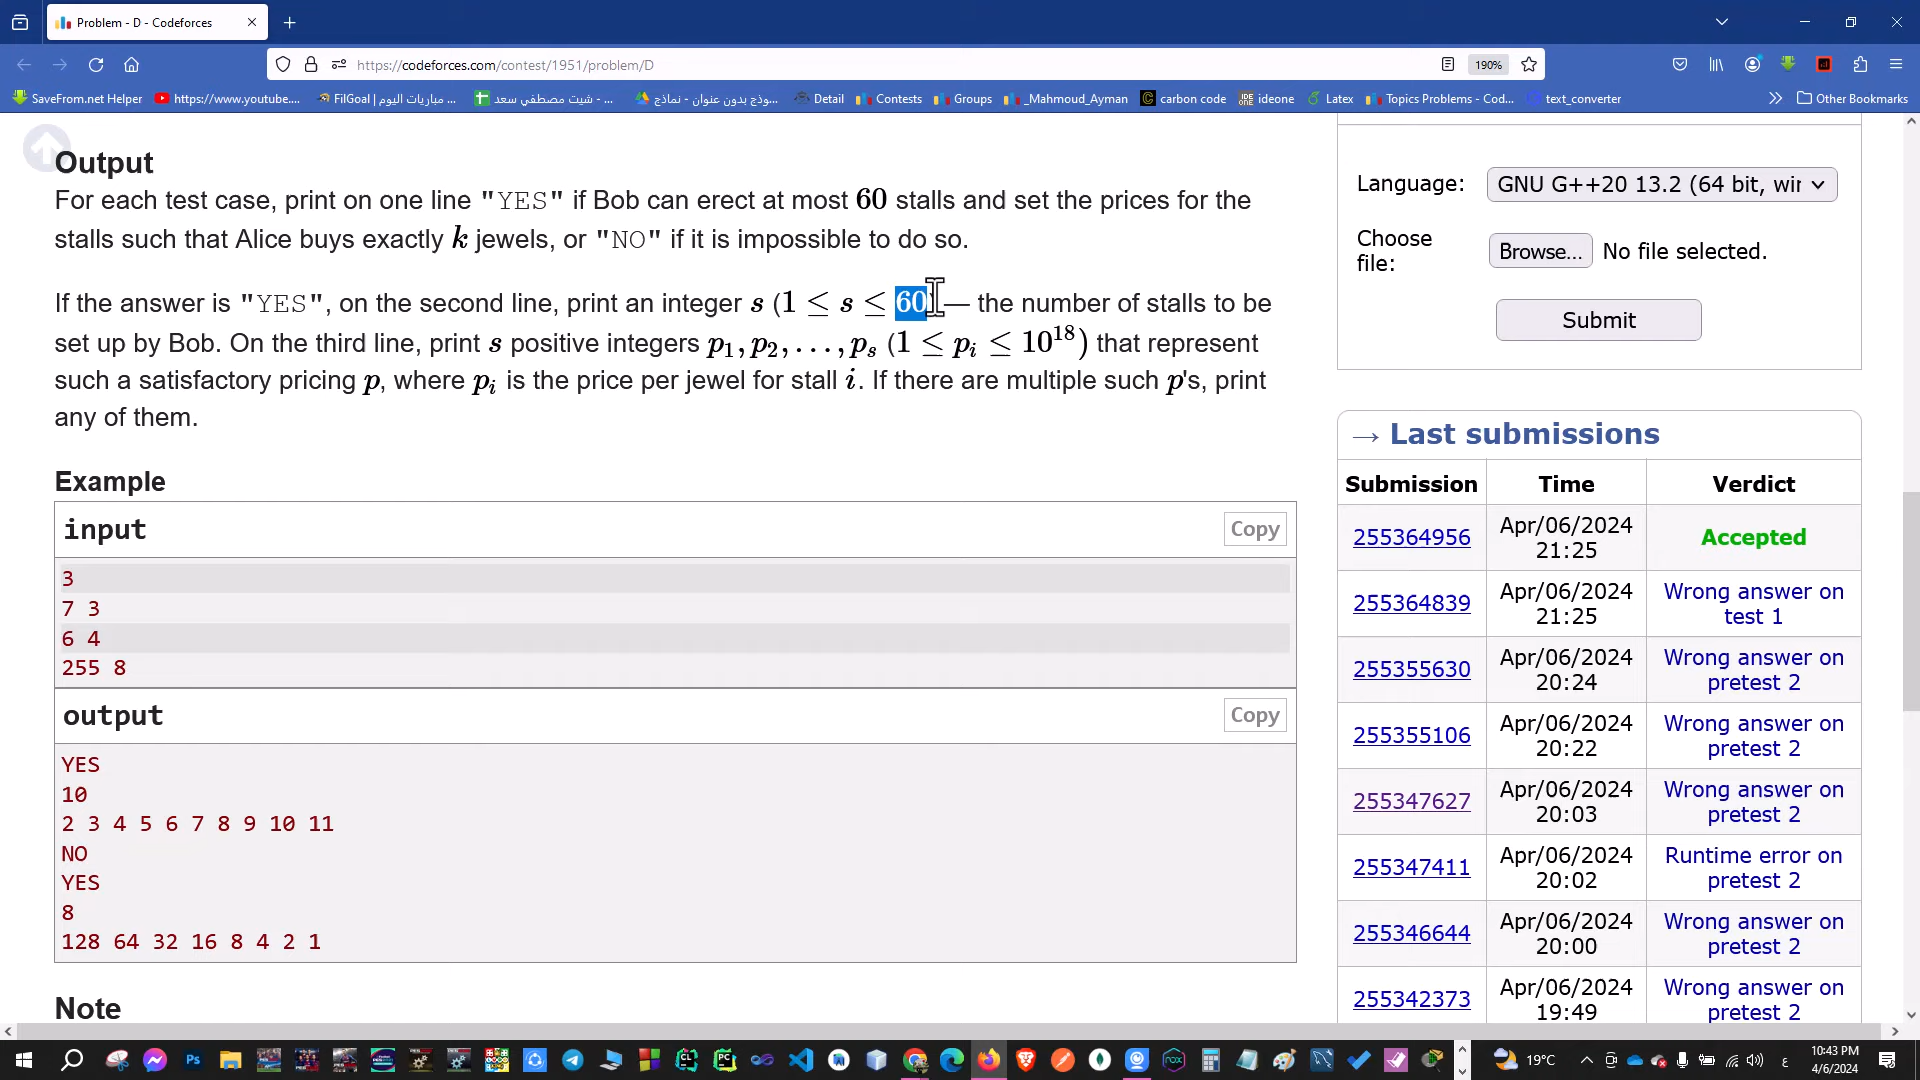 Problem - D - Codeforces
https://codeforces.com/contest/1951/problem/D
190%
SaveFrom.net Helper
https://www.youtube....
FilGoal | مباريات اليوم ...
شيت مصطفي سعد - ...
نموذج بدون عنوان - نماذج...
Detail
Contests
Groups
_Mahmoud_Ayman
carbon code
ideone
Latex
Topics Problems - Cod...
text_converter
Other Bookmarks
Output
For each test case, print on one line "YES" if Bob can erect at most 60 stalls and set the prices for the
stalls such that Alice buys exactly k jewels, or "NO" if it is impossible to do so.
If the answer is "YES", on the second line, print an integer s (1 ≤ s ≤ 60) — the number of stalls to be
set up by Bob. On the third line, print s positive integers p1, p2, ..., ps (1 ≤ pi ≤ 10^18) that represent
such a satisfactory pricing p, where pi is the price per jewel for stall i. If there are multiple such p's, print
any of them.
Example
input
Copy
3
7 3
6 4
255 8
output
Copy
YES
10
2 3 4 5 6 7 8 9 10 11
NO
YES
8
128 64 32 16 8 4 2 1
Note
Language:
GNU G++20 13.2 (64 bit, wir
Choose
file:
Browse...
No file selected.
Submit
→ Last submissions
Submission Time Verdict
255364956 Apr/06/2024 21:25 Accepted
255364839 Apr/06/2024 21:25 Wrong answer on test 1
255355630 Apr/06/2024 20:24 Wrong answer on pretest 2
255355106 Apr/06/2024 20:22 Wrong answer on pretest 2
255347627 Apr/06/2024 20:03 Wrong answer on pretest 2
255347411 Apr/06/2024 20:02 Runtime error on pretest 2
255346644 Apr/06/2024 20:00 Wrong answer on pretest 2
255342373 Apr/06/2024 19:49 Wrong answer on pretest 2
19°C
ع
10:43 PM
4/6/2024